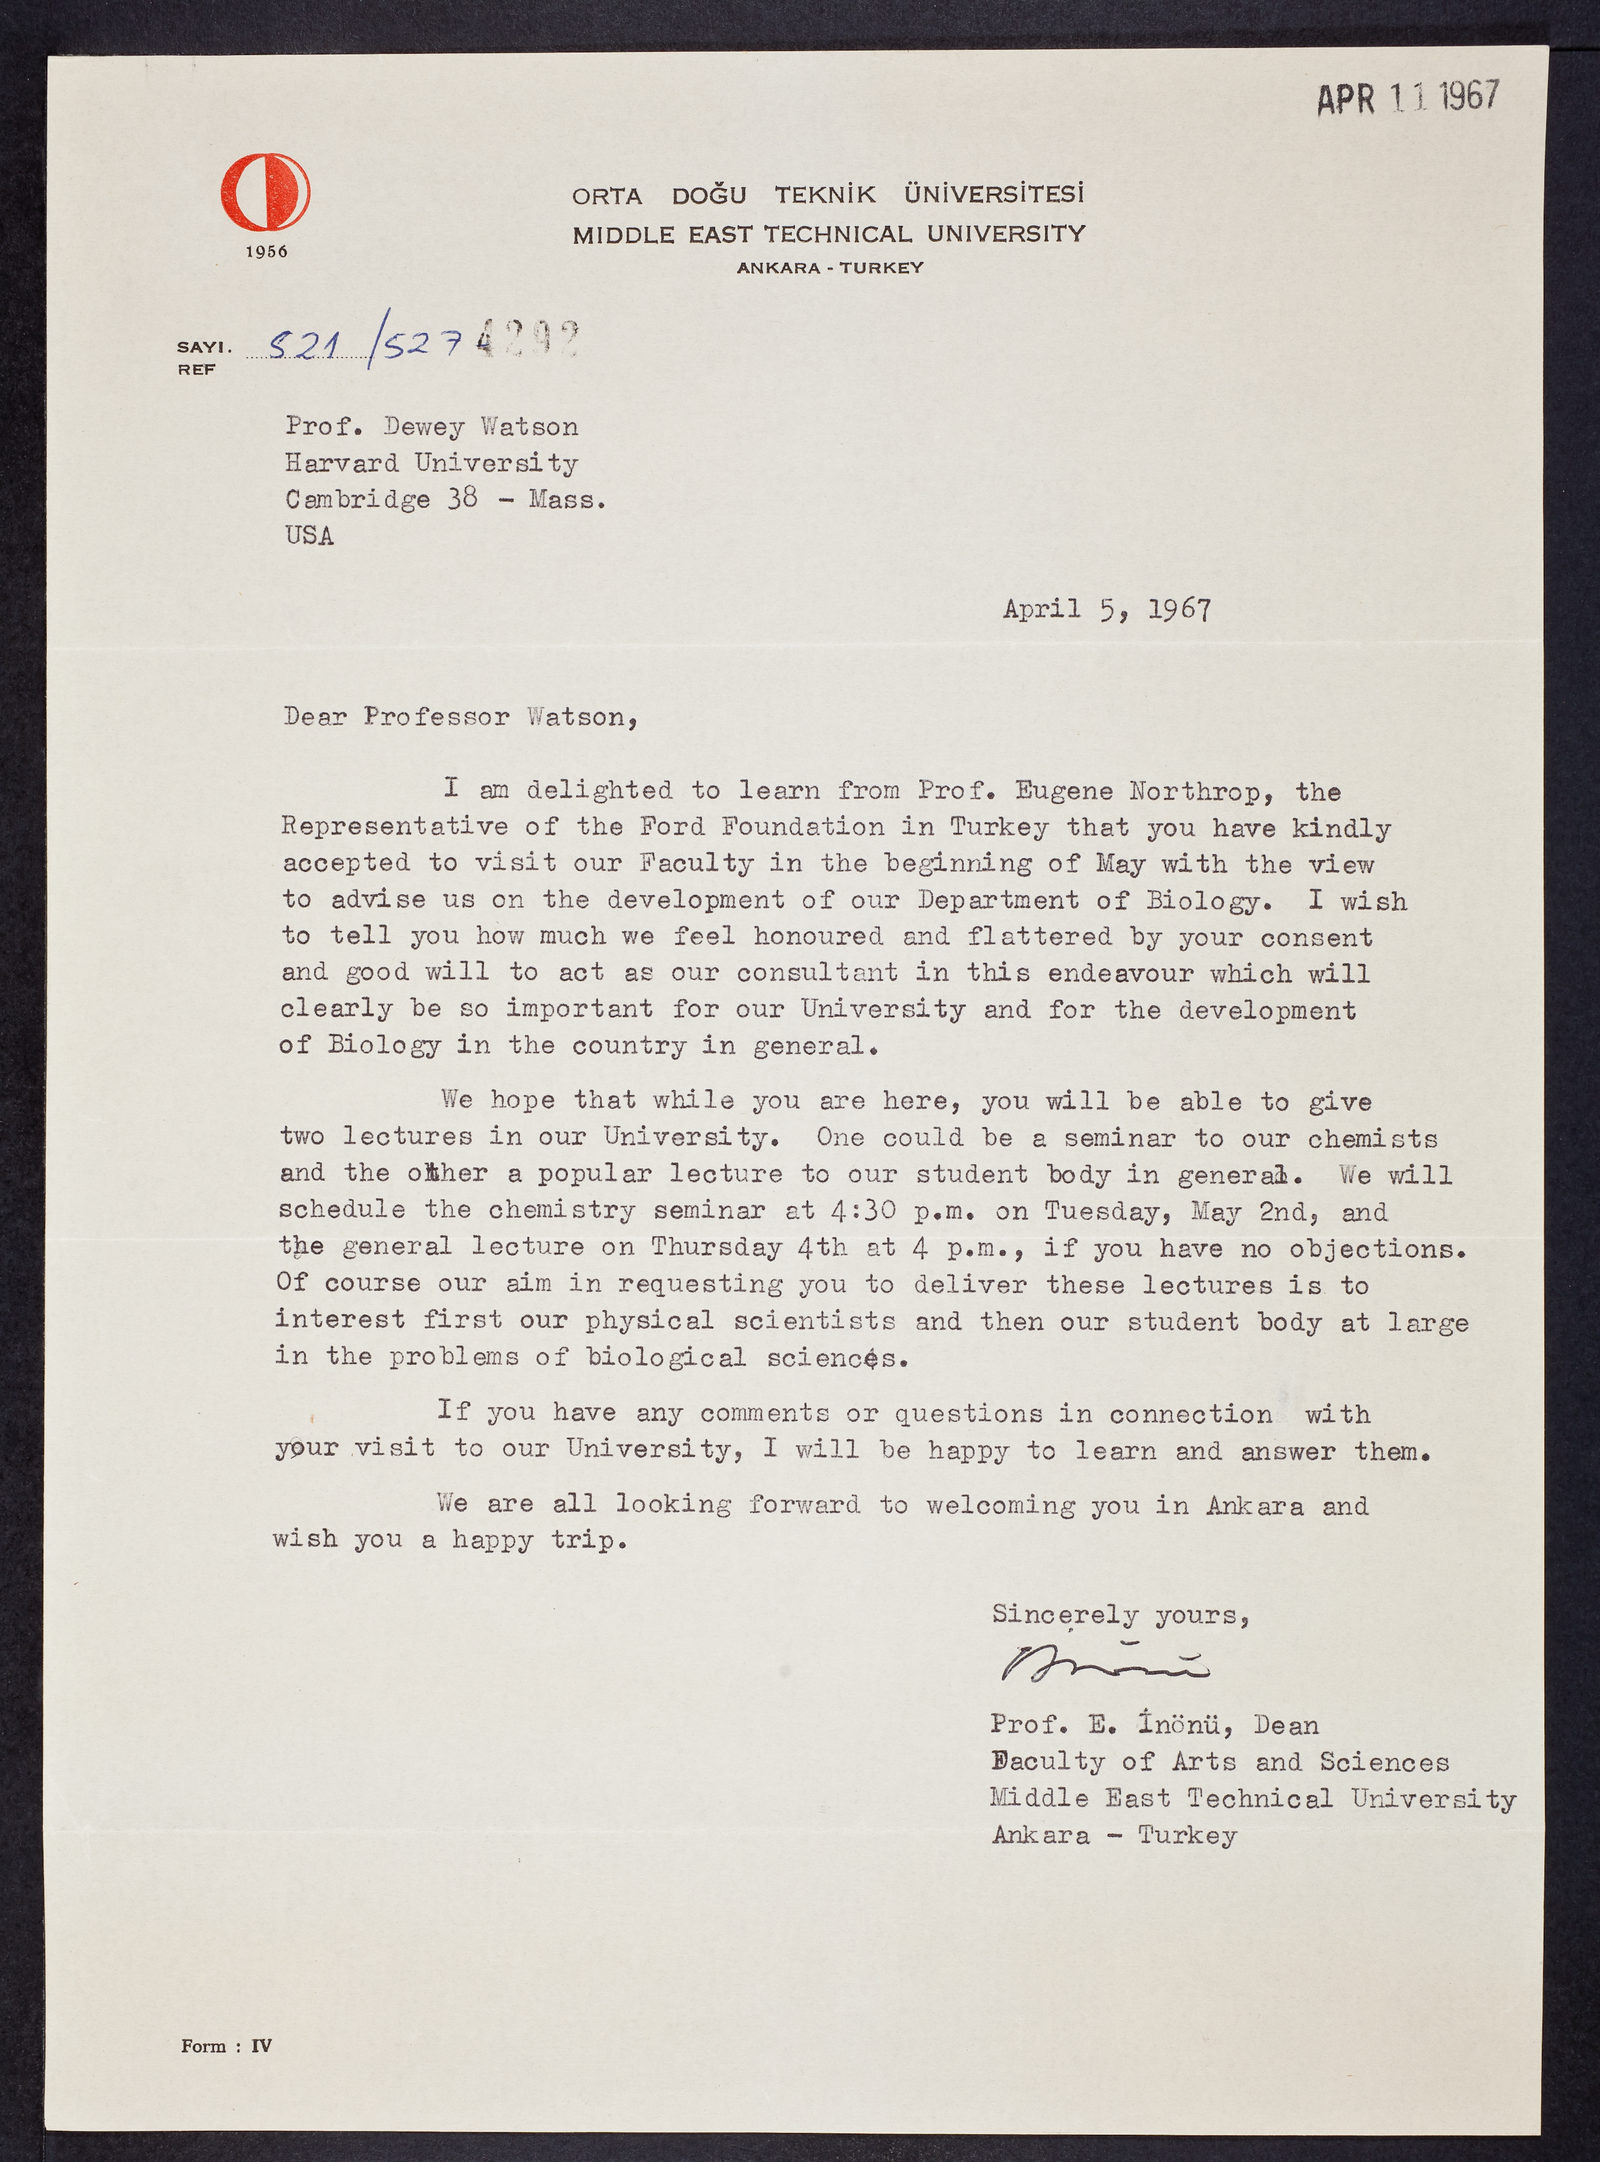 APR 11 1967
1956
ORTA DOĞU TEKNİK ÜNİVERSİTESİ
MIDDLE EAST TECHNICAL UNIVERSITY
ANKARA - TURKEY
SAYI. 521/527 4292
REF
Prof. Dewey Watson
Harvard University
Cambridge 38 - Mass.
USA
April 5, 1967
Dear Professor Watson,
I am delighted to learn from Prof. Eugene Northrop, the
Representative of the Ford Foundation in Turkey that you have kindly
accepted to visit our Faculty in the beginning of May with the view
to advise us on the development of our Department of Biology. I wish
to tell you how much we feel honoured and flattered by your consent
and good will to act as our consultant in this endeavour which will
clearly be so important for our University and for the development
of Biology in the country in general.
We hope that while you are here, you will be able to give
two lectures in our University. One could be a seminar to our chemists
and the other a popular lecture to our student body in general. We will
schedule the chemistry seminar at 4:30 p.m. on Tuesday, May 2nd, and
the general lecture on Thursday 4th at 4 p.m., if you have no objections.
Of course our aim in requesting you to deliver these lectures is to
interest first our physical scientists and then our student body at large
in the problems of biological sciences.
If you have any comments or questions in connection with
your visit to our University, I will be happy to learn and answer them.
We are all looking forward to welcoming you in Ankara and
wish you a happy trip.
Sincerely yours,
Prof. E. İnönü, Dean
Faculty of Arts and Sciences
Middle East Technical University
Ankara - Turkey
Form : IV